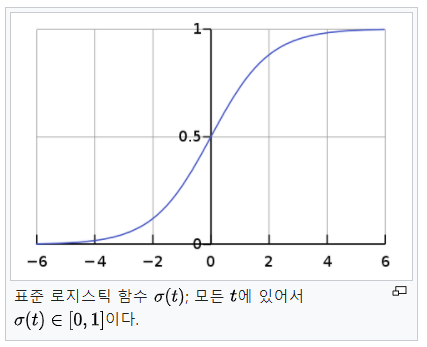 1
0.5
0
−6 −4 −2 0 2 4 6
표준 로지스틱 함수 σ(t); 모든 t에 있어서
σ(t) ∈ [0, 1]이다.